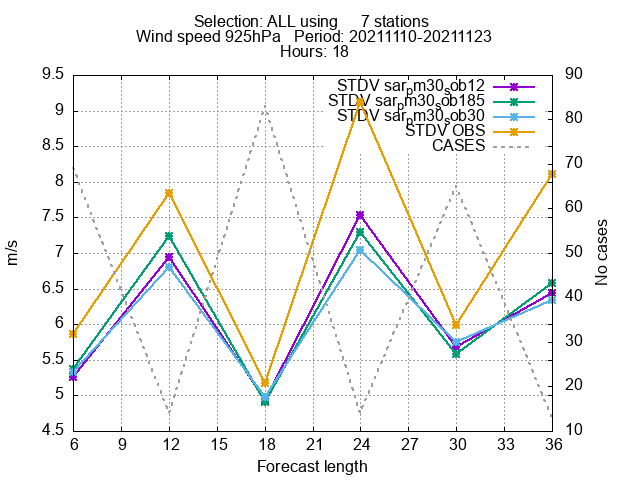 Selection: ALL using 7 stations
Wind speed 925hPa Period: 20211110-20211123
Hours: 18
STDV sarpm30sob12
STDV sarpm30sob185
STDV sarpm30sob30
STDV OBS
CASES
9.5
9
8.5
8
7.5
7
6.5
6
5.5
5
4.5
m/s
90
80
70
60
50
40
30
20
10
No cases
6 9 12 15 18 21 24 27 30 33 36
Forecast length